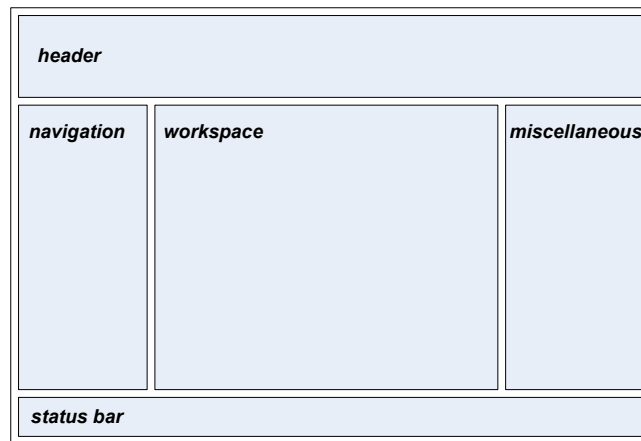 header
navigation
workspace
miscellaneous
status bar